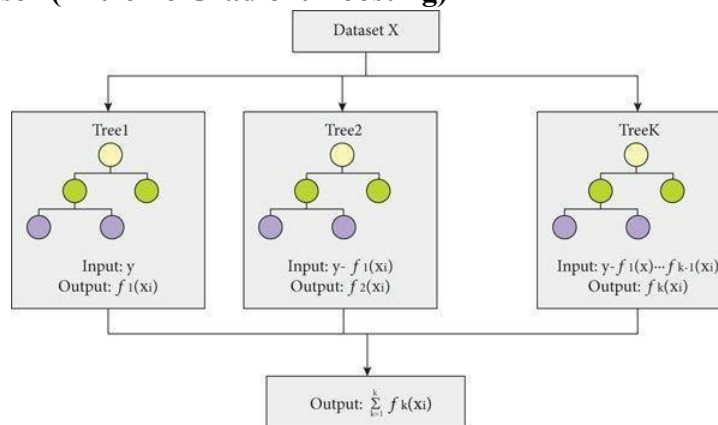 Dataset X
Tree1
Tree2
TreeK
Input: y
Output: f 1(xi)
Input: y- f 1(xi)
Output: f 2(xi)
Input: y-f 1(x)···f k-1(xi)
Output: f k(xi)
Output: k∑k=1 f k(xi)